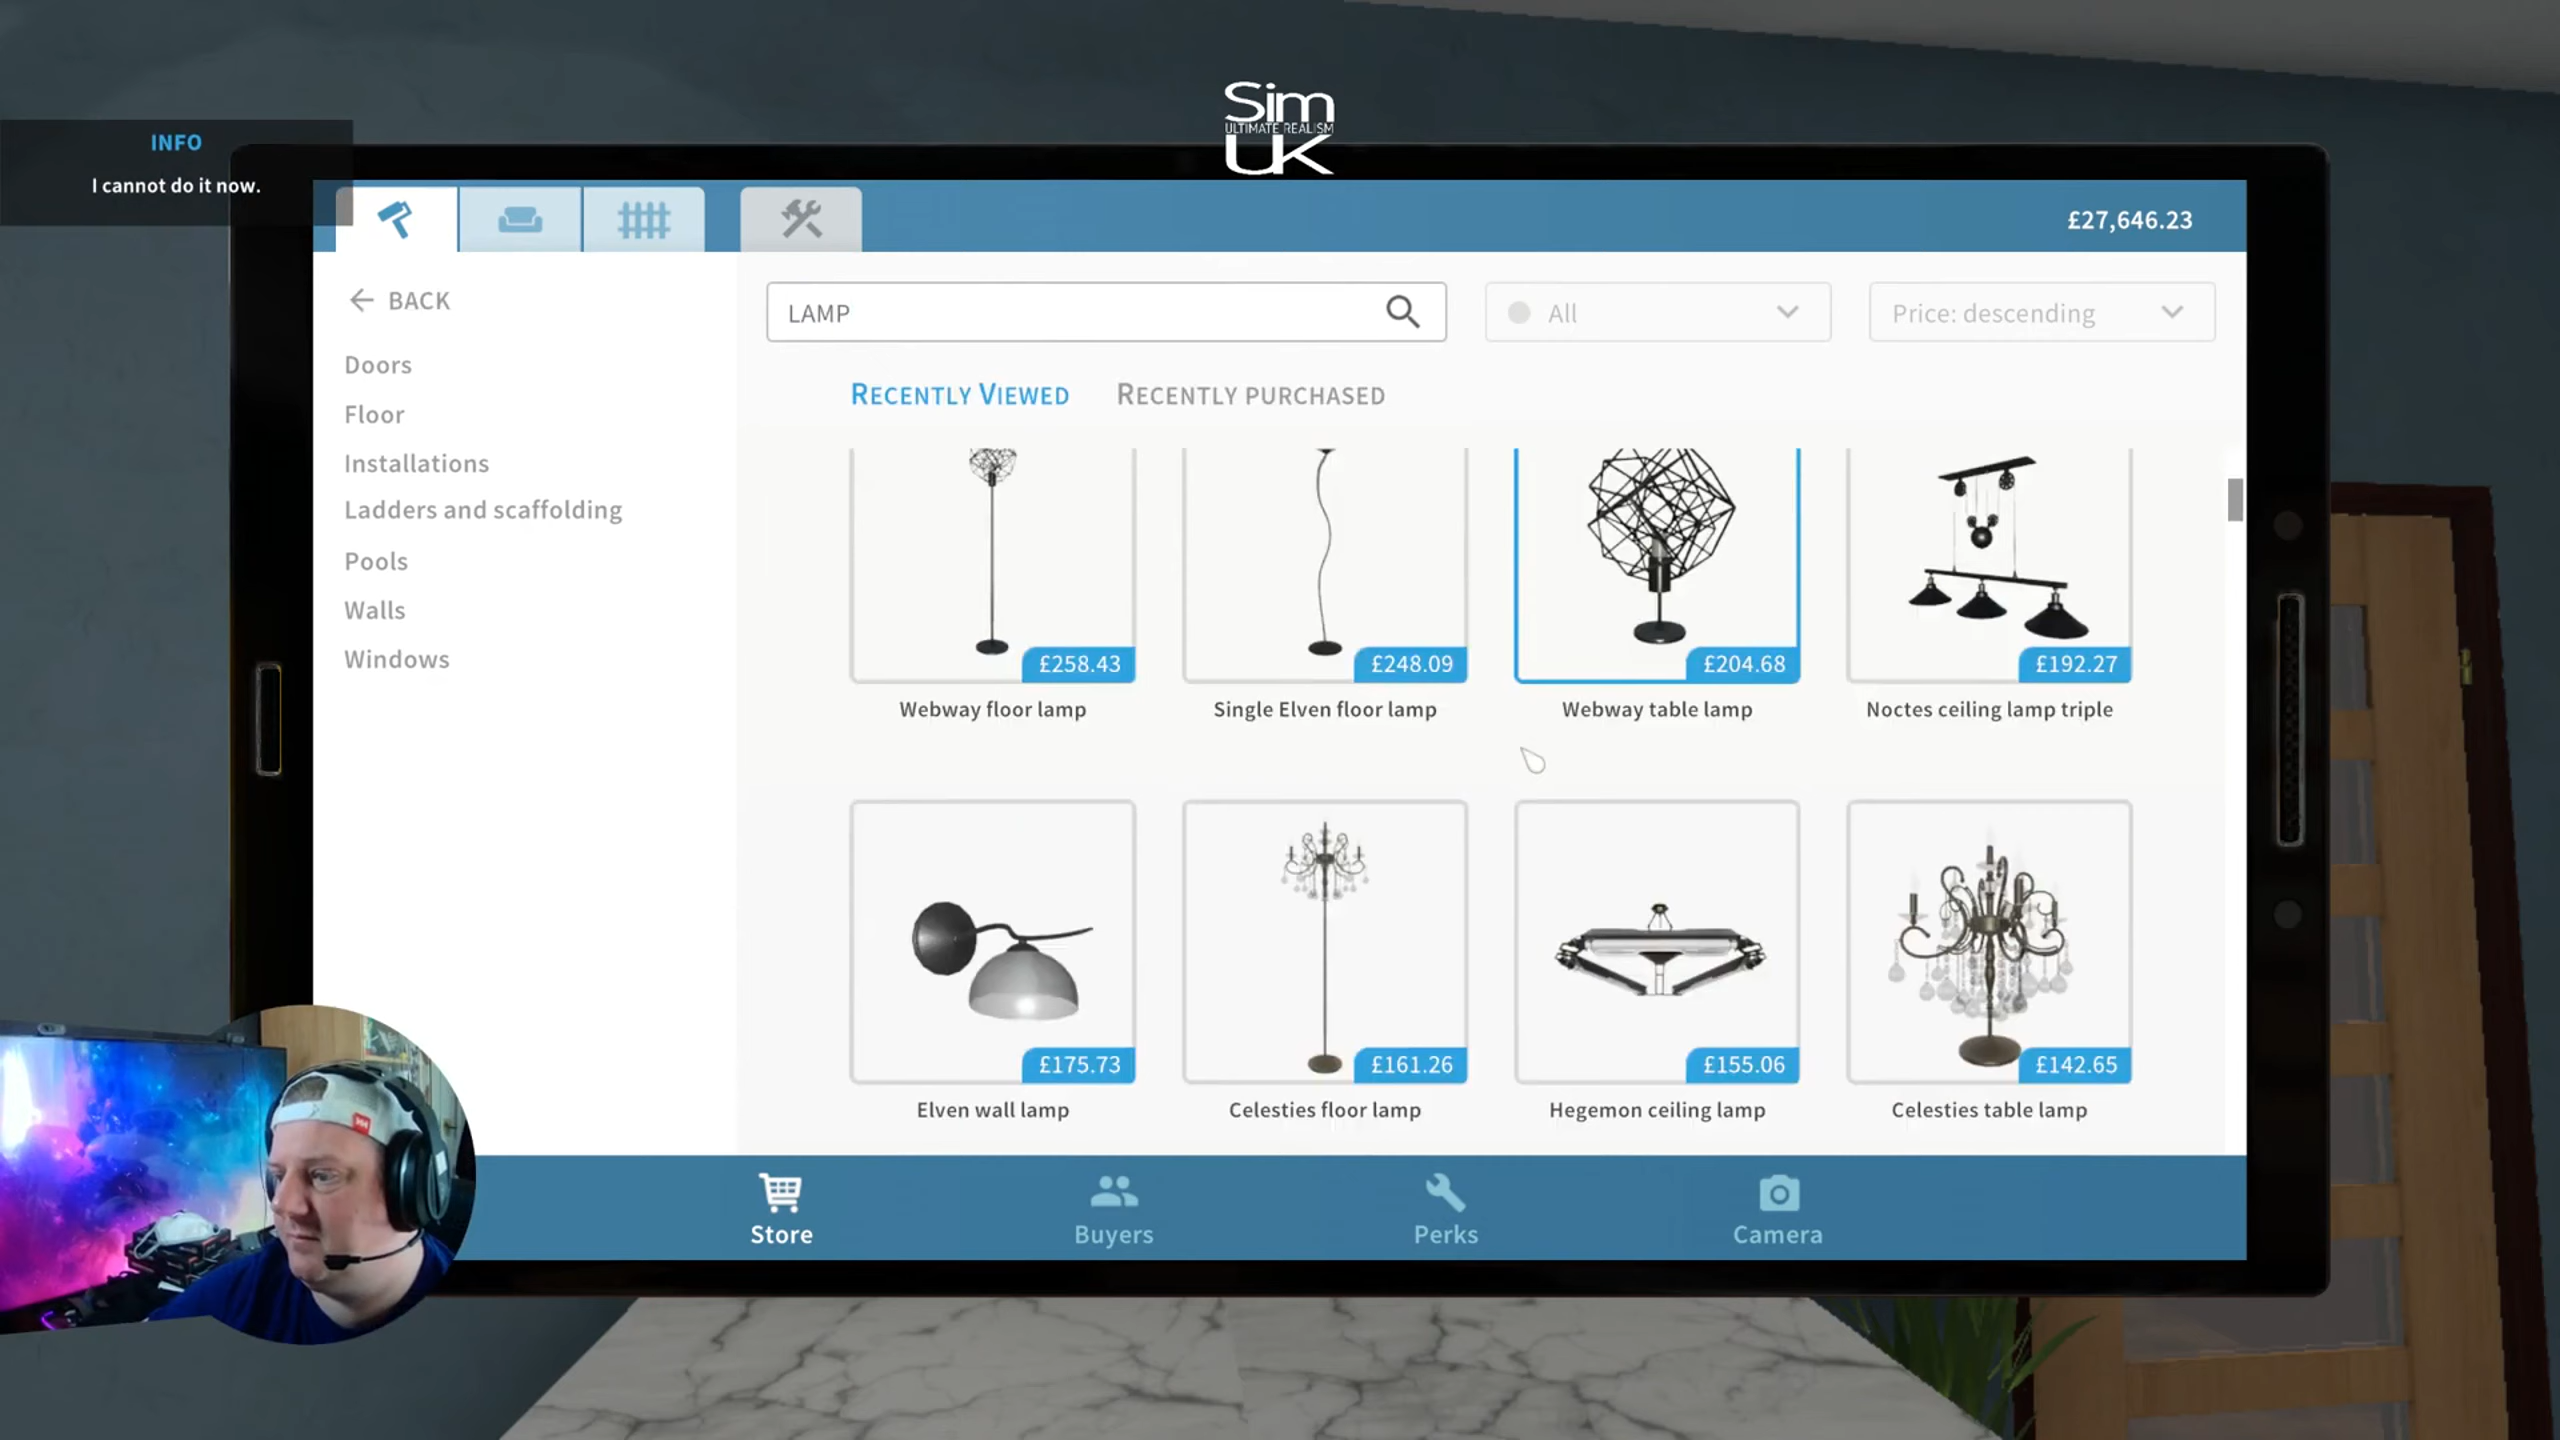 Sim
ULTIMATE REALISM
UK
INFO
I cannot do it now.
£27,646.23
BACK
LAMP
All
Price: descending
Doors
Floor
Installations
Ladders and scaffolding
Pools
Walls
Windows
RECENTLY VIEWED
RECENTLY PURCHASED
£258.43
£248.09
£204.68
£192.27
Webway floor lamp
Single Elven floor lamp
Webway table lamp
Noctes ceiling lamp triple
£175.73
£161.26
£155.06
£142.65
Elven wall lamp
Celesties floor lamp
Hegemon ceiling lamp
Celesties table lamp
Store
Buyers
Perks
Camera